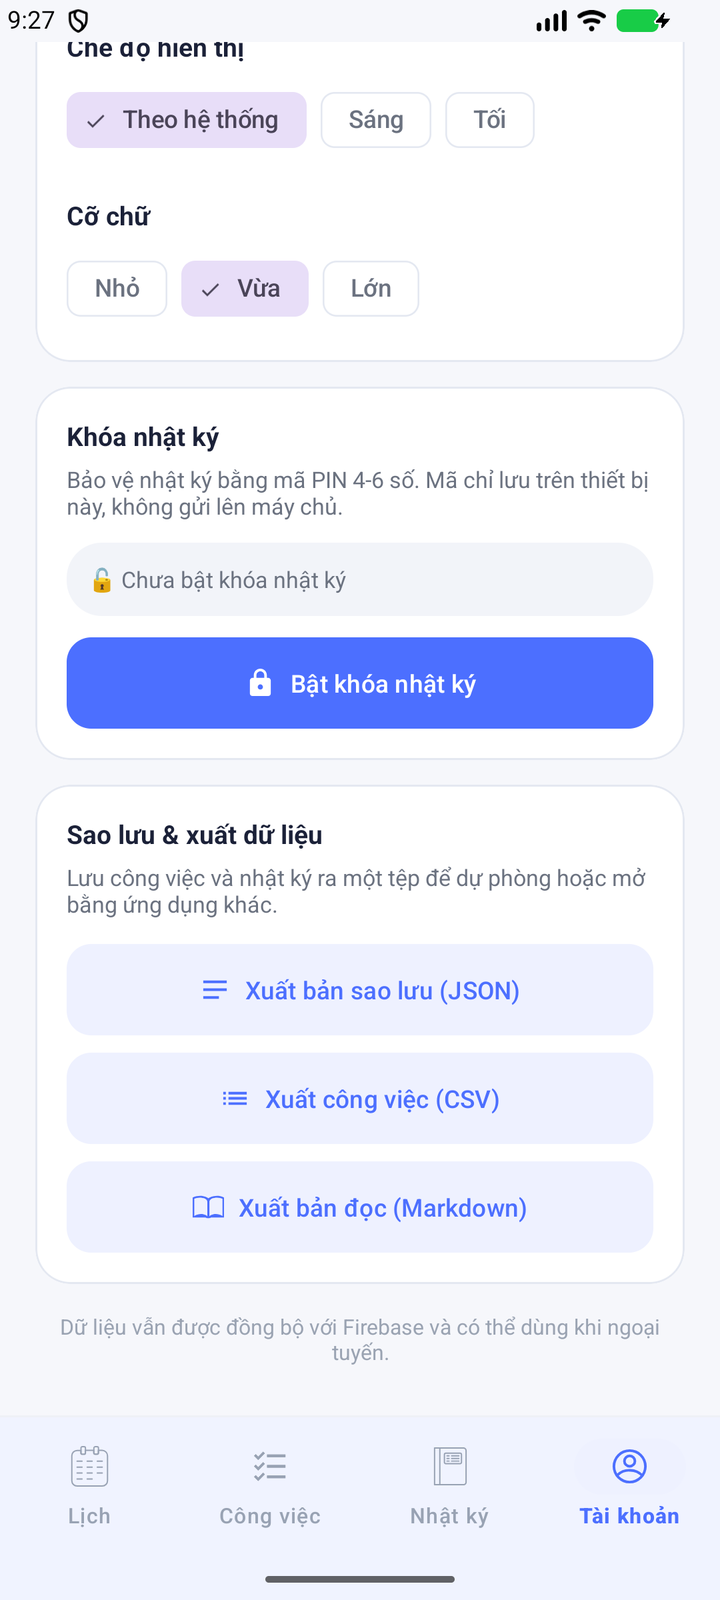 9:27
Chế độ hiển thị
Theo hệ thống
Sáng
Tối
Cỡ chữ
Nhỏ
Vừa
Lớn
Khóa nhật ký
Bảo vệ nhật ký bằng mã PIN 4-6 số. Mã chỉ lưu trên thiết bị
này, không gửi lên máy chủ.
🔓 Chưa bật khóa nhật ký
Bật khóa nhật ký
Sao lưu & xuất dữ liệu
Lưu công việc và nhật ký ra một tệp để dự phòng hoặc mở
bằng ứng dụng khác.
Xuất bản sao lưu (JSON)
Xuất công việc (CSV)
Xuất bản đọc (Markdown)
Dữ liệu vẫn được đồng bộ với Firebase và có thể dùng khi ngoại
tuyến.
Lịch
Công việc
Nhật ký
Tài khoản